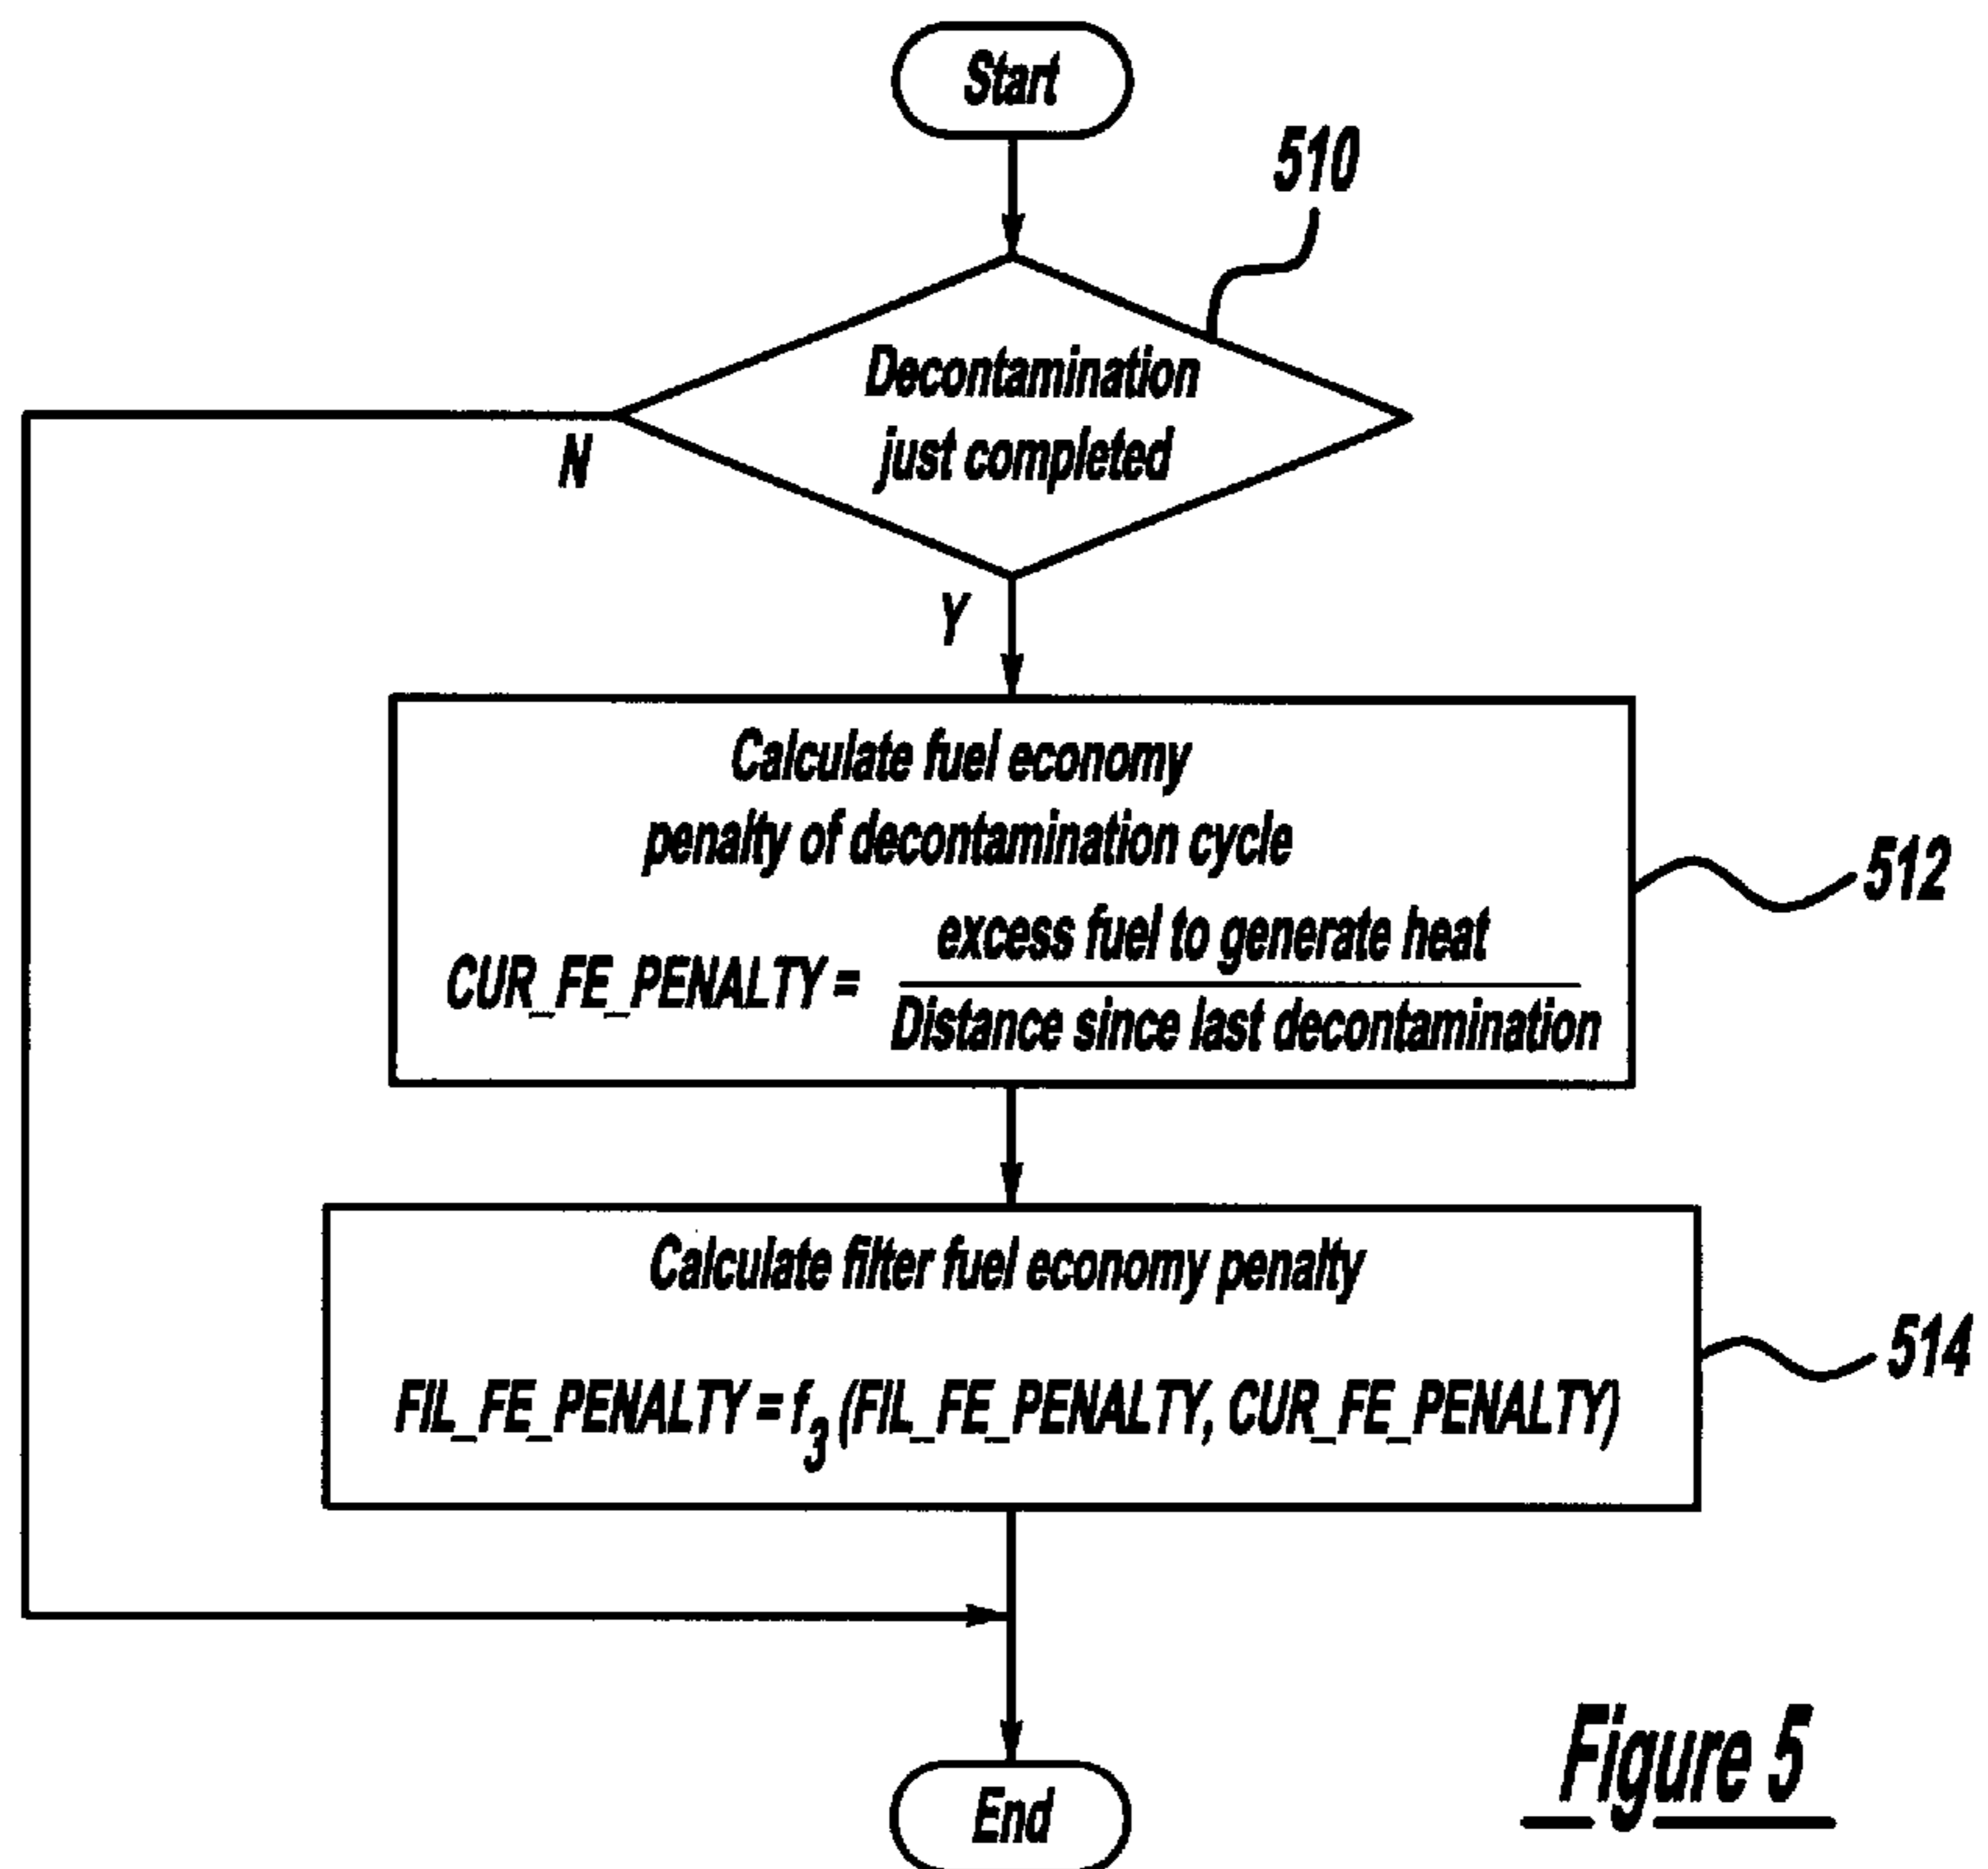 Start
510
Decontamination
just completed
N
Y
Calculate fuel economy
penalty of decontamination cycle
CUR_FE_PENALTY = excess fuel to generate heat
Distance since last decontamination
512
Calculate filter fuel economy penalty
514
FIL_FE_PENALTY = f3 (FIL_FE_PENALTY, CUR_FE_PENALTY)
End
Figure 5